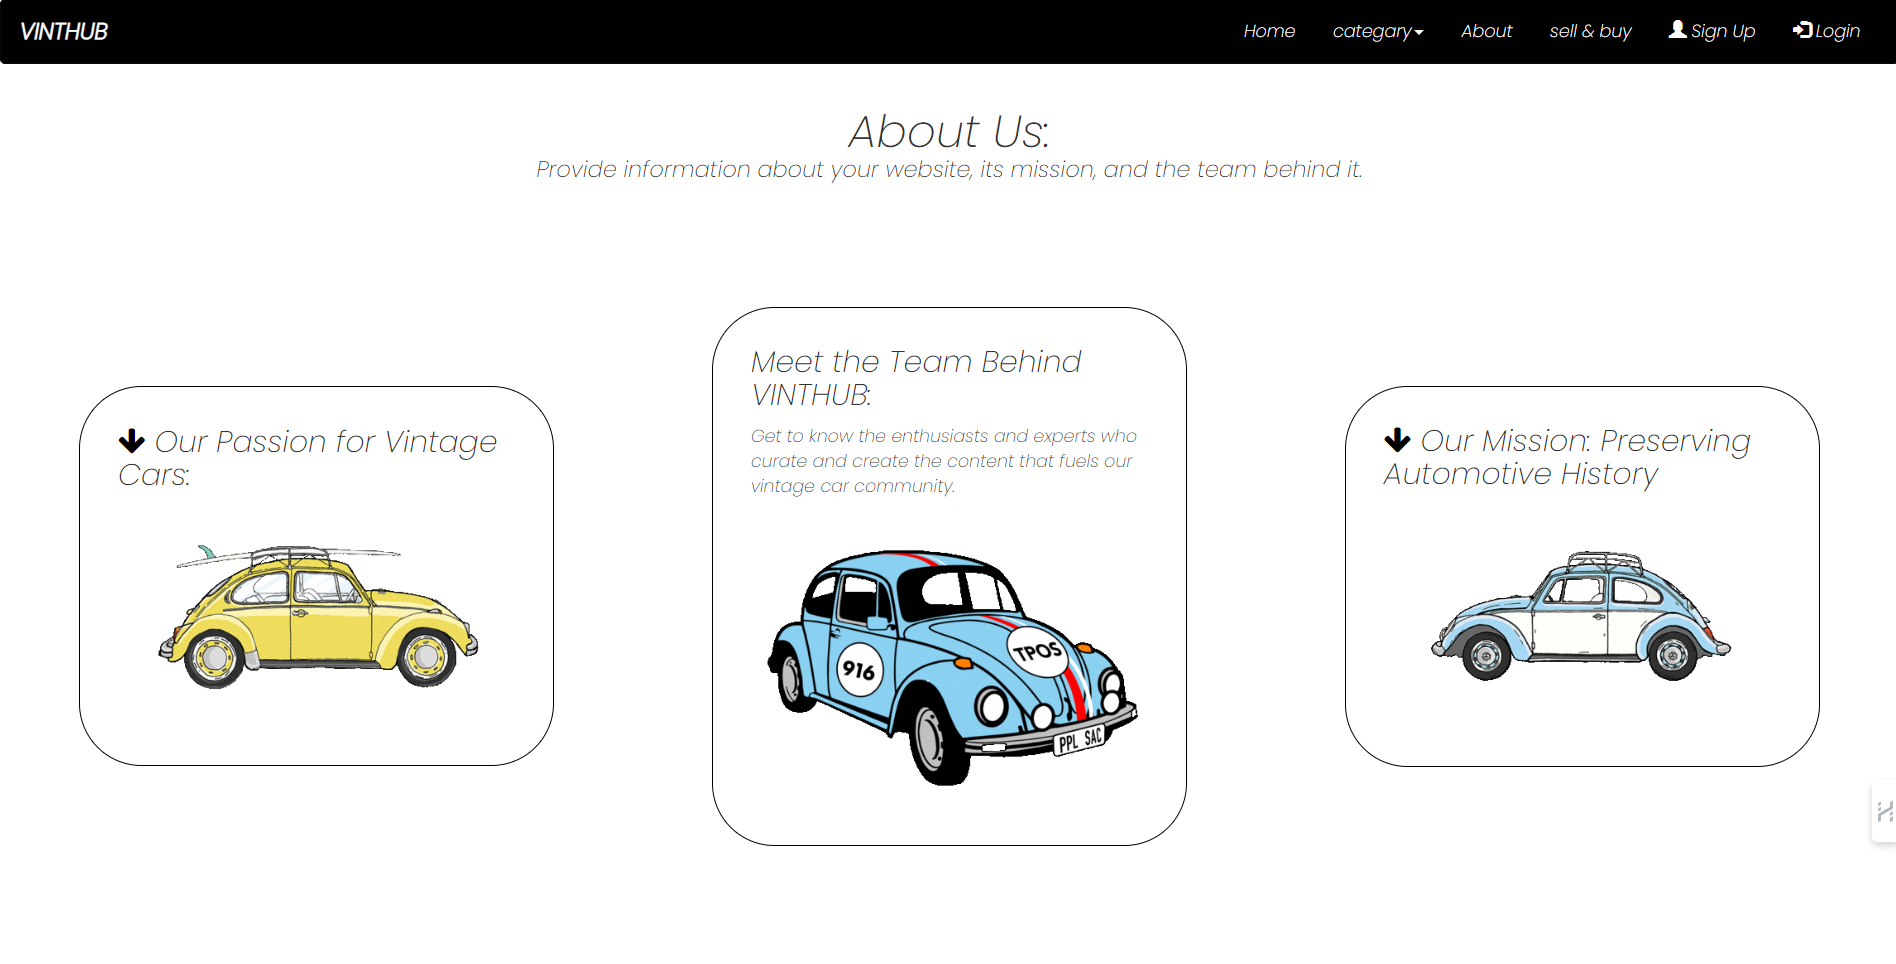 VINTHUB
Home categary About sell & buy Sign Up Login
About Us:
Provide information about your website, its mission, and the team behind it.
Our Passion for Vintage
Cars:
Meet the Team Behind
VINTHUB:
Get to know the enthusiasts and experts who
curate and create the content that fuels our
vintage car community.
916
TPOS
PPL SAC
Our Mission: Preserving
Automotive History